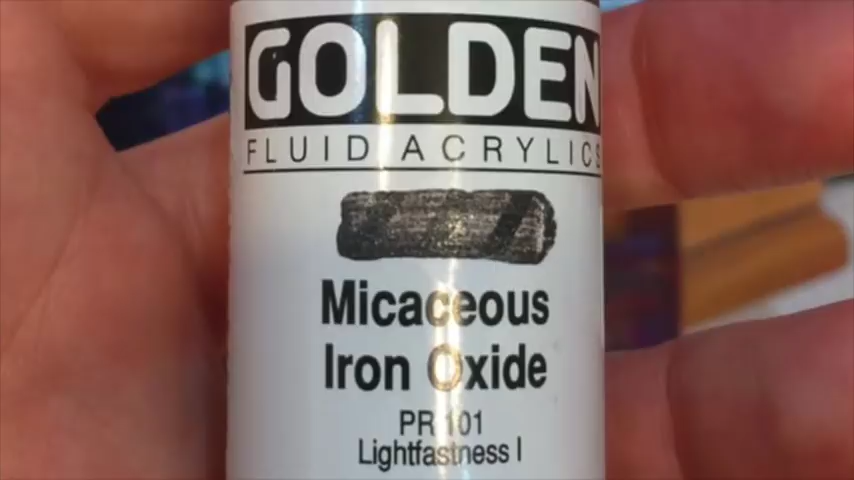 GOLDEN
FLUID ACRYLICS
Micaceous
Iron Oxide
PR 101
Lightfastness I